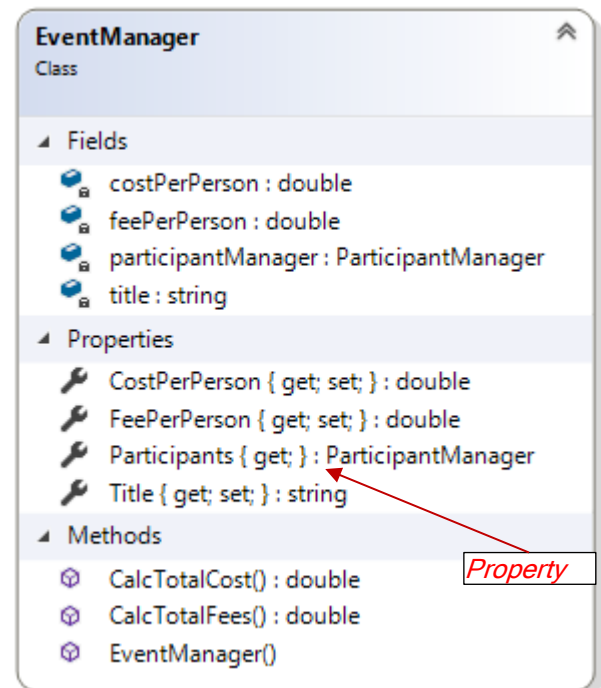 EventManager
Class
Fields
costPerPerson : double
feePerPerson : double
participantManager : ParticipantManager
title : string
Properties
CostPerPerson { get; set; } : double
FeePerPerson { get; set; } : double
Participants { get; } : ParticipantManager
Title { get; set; } : string
Methods
Property
CalcTotalCost() : double
CalcTotalFees() : double
EventManager()